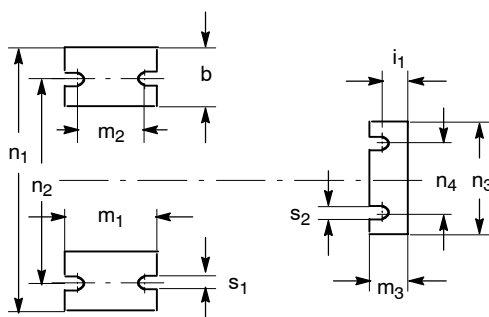 i₁
b
m₂
n₁
n₂
n₄
n₃
m₁
s₂
s₁
m₃